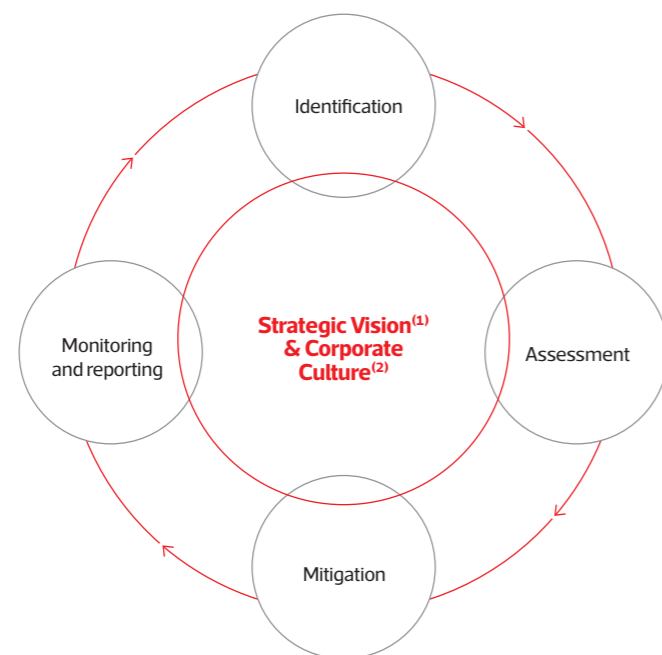 Identification
Strategic Vision(1)
& Corporate
Culture(2)
Monitoring
and reporting
Assessment
Mitigation